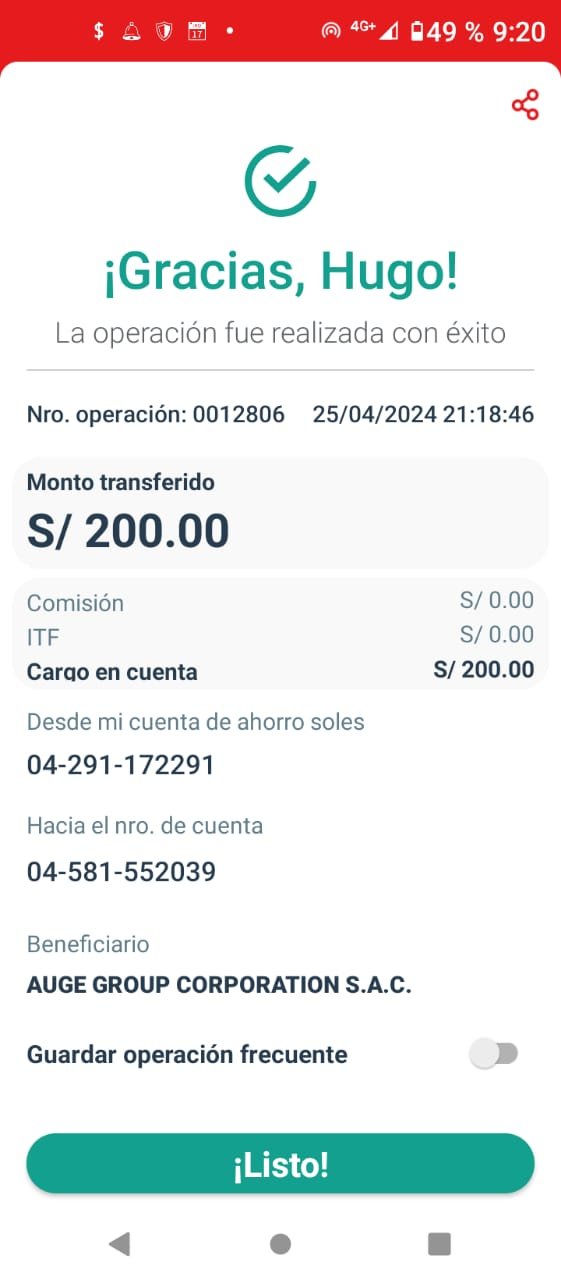 $ 17 4G+ 49 % 9:20
¡Gracias, Hugo!
La operación fue realizada con éxito
Nro. operación: 0012806 25/04/2024 21:18:46
Monto transferido
S/ 200.00
Comisión S/ 0.00
ITF S/ 0.00
Cargo en cuenta S/ 200.00
Desde mi cuenta de ahorro soles
04-291-172291
Hacia el nro. de cuenta
04-581-552039
Beneficiario
AUGE GROUP CORPORATION S.A.C.
Guardar operación frecuente
¡Listo!